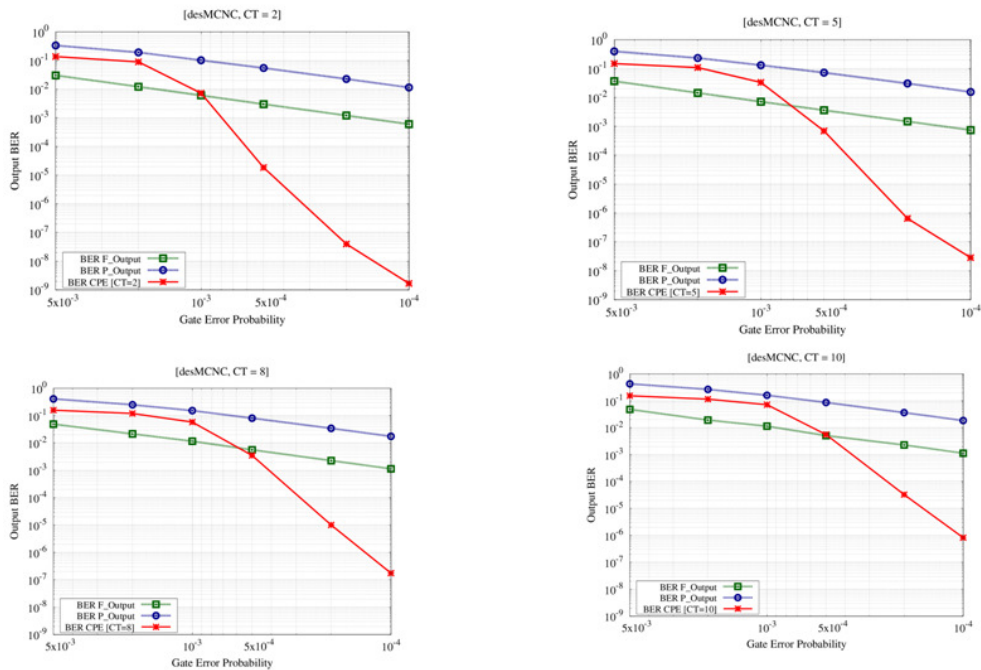 [desMCNC, CT = 2]
10^0
10^-1
10^-2
10^-3
10^-4
10^-5
10^-6
10^-7
10^-8
10^-9
Output BER
BER F_Output
BER P_Output
BER CPE [CT=2]
5x10^-3
10^-3
5x10^-4
10^-4
Gate Error Probability
[desMCNC, CT = 5]
10^0
10^-1
10^-2
10^-3
10^-4
10^-5
10^-6
10^-7
10^-8
10^-9
Output BER
BER F_Output
BER P_Output
BER CPE [CT=5]
5x10^-3
10^-3
5x10^-4
10^-4
Gate Error Probability
[desMCNC, CT = 8]
10^0
10^-1
10^-2
10^-3
10^-4
10^-5
10^-6
10^-7
10^-8
10^-9
Output BER
BER F_Output
BER P_Output
BER CPE [CT=8]
5x10^-3
10^-3
5x10^-4
10^-4
Gate Error Probability
[desMCNC, CT = 10]
10^0
10^-1
10^-2
10^-3
10^-4
10^-5
10^-6
10^-7
10^-8
10^-9
Output BER
BER F_Output
BER P_Output
BER CPE [CT=10]
5x10^-3
10^-3
5x10^-4
10^-4
Gate Error Probability